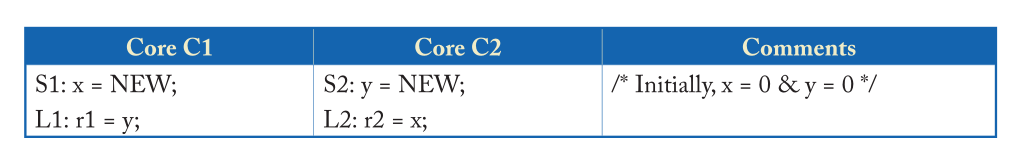 Core C1 Core C2 Comments
S1: x = NEW; S2: y = NEW; /* Initially, x = 0 & y = 0 */
L1: r1 = y; L2: r2 = x;